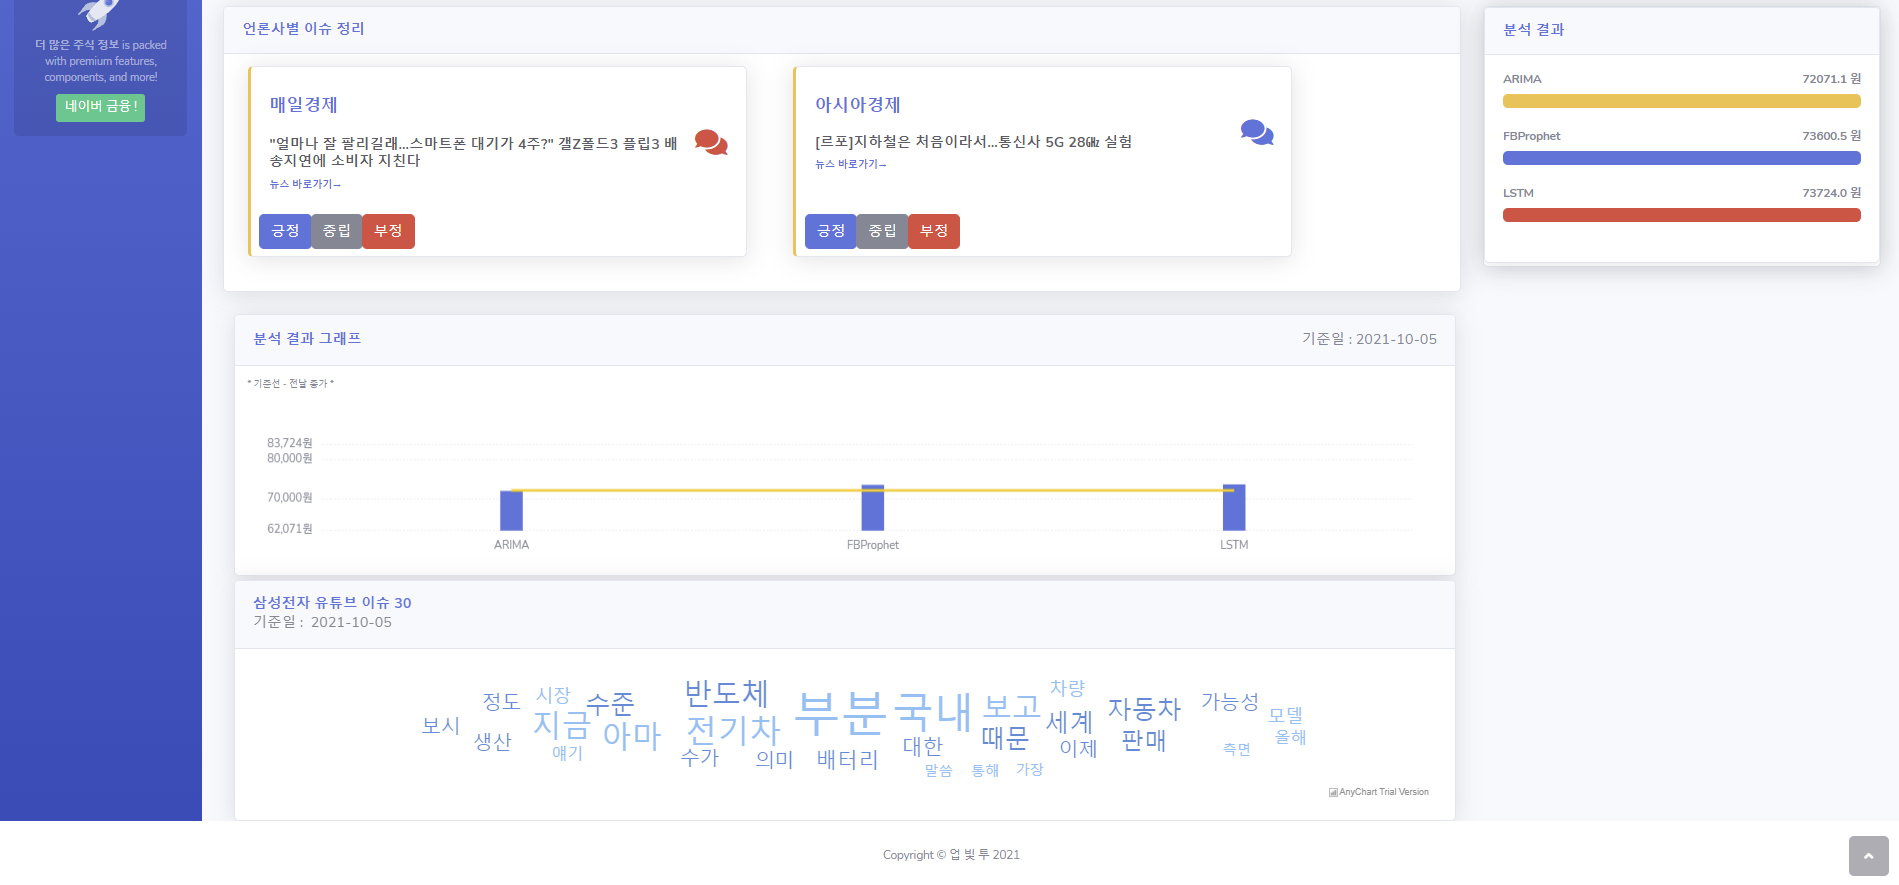 더 많은 주식 정보 is packed
with premium features,
components, and more!
네이버 금융 !
언론사별 이슈 정리
매일경제
"얼마나 잘 팔리길래...스마트폰 대기가 4주?" 갤Z폴드3 플립3 배
송지연에 소비자 지친다
뉴스 바로가기→
긍정 중립 부정
아시아경제
[르포]지하철은 처음이라서...통신사 5G 28㎓ 실험
뉴스 바로가기→
긍정 중립 부정
분석 결과
ARIMA 72071.1 원
FBProphet 73600.5 원
LSTM 73724.0 원
분석 결과 그래프
기준일 : 2021-10-05
* 기준선 - 전날 종가 *
83,724원
80,000원
70,000원
62,071원
ARIMA FBProphet LSTM
삼성전자 유튜브 이슈 30
기준일 : 2021-10-05
보시 정도 생산 시장 지금 얘기 수준 아마
반도체 전기차 수가 의미 배터리 부분 국내 대한
보고 때문 말씀 통해 가장 차량 세계 이제
자동차 판매 가능성 측면 모델 올해
AnyChart Trial Version
Copyright © 업 빛 투 2021